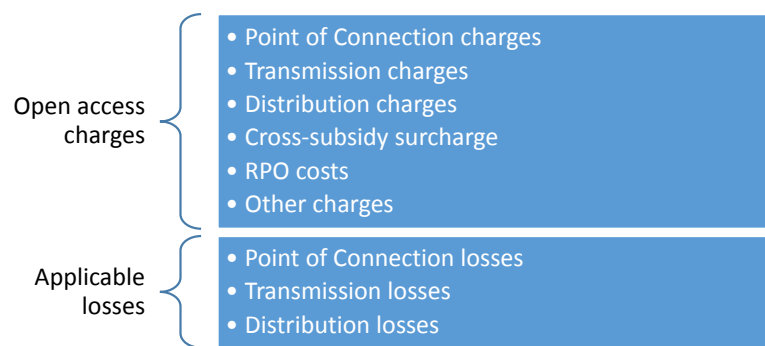 Open access
charges
• Point of Connection charges
• Transmission charges
• Distribution charges
• Cross-subsidy surcharge
• RPO costs
• Other charges
Applicable
losses
• Point of Connection losses
• Transmission losses
• Distribution losses